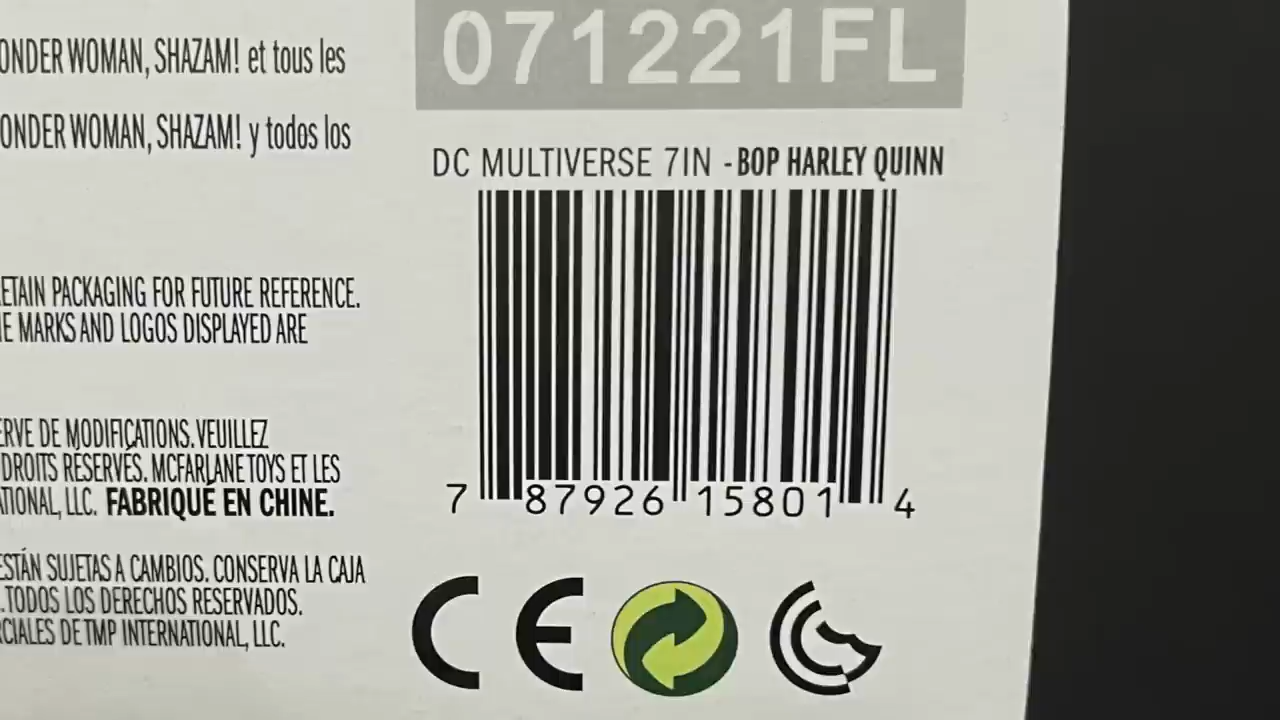 ONDER WOMAN, SHAZAM! et tous les
ONDER WOMAN, SHAZAM! y todos los
ETAIN PACKAGING FOR FUTURE REFERENCE.
E MARKS AND LOGOS DISPLAYED ARE
ERVE DE MODIFICATIONS. VEUILLEZ
DROITS RÉSERVÉS. MCFARLANE TOYS ET LES
ATIONAL, LLC. FABRIQUÉ EN CHINE.
ESTÁN SUJETAS A CAMBIOS. CONSERVA LA CAJA
. TODOS LOS DERECHOS RESERVADOS.
RCIALES DE TMP INTERNATIONAL, LLC.
071221FL
DC MULTIVERSE 7IN - BOP HARLEY QUINN
7 87926 15801 4
CE